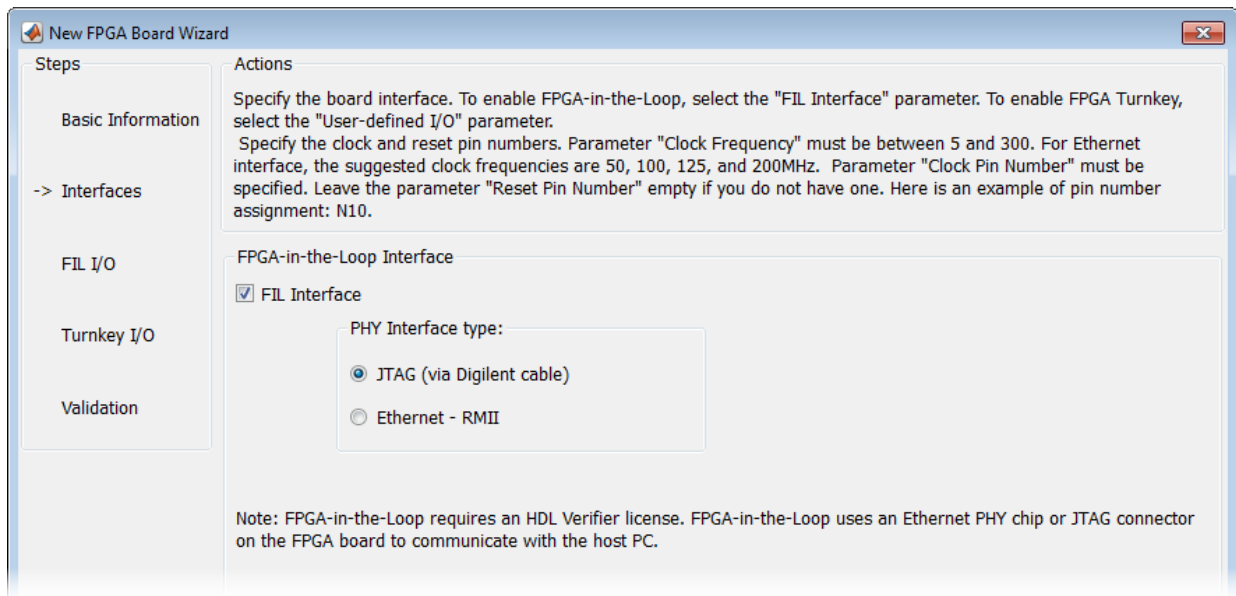 New FPGA Board Wizard
Steps
Basic Information
-> Interfaces
FIL I/O
Turnkey I/O
Validation
Actions
Specify the board interface. To enable FPGA-in-the-Loop, select the "FIL Interface" parameter. To enable FPGA Turnkey,
select the "User-defined I/O" parameter.
Specify the clock and reset pin numbers. Parameter "Clock Frequency" must be between 5 and 300. For Ethernet
interface, the suggested clock frequencies are 50, 100, 125, and 200MHz.  Parameter "Clock Pin Number" must be
specified. Leave the parameter "Reset Pin Number" empty if you do not have one. Here is an example of pin number
assignment: N10.
FPGA-in-the-Loop Interface
FIL Interface
PHY Interface type:
JTAG (via Digilent cable)
Ethernet - RMII
Note: FPGA-in-the-Loop requires an HDL Verifier license. FPGA-in-the-Loop uses an Ethernet PHY chip or JTAG connector
on the FPGA board to communicate with the host PC.